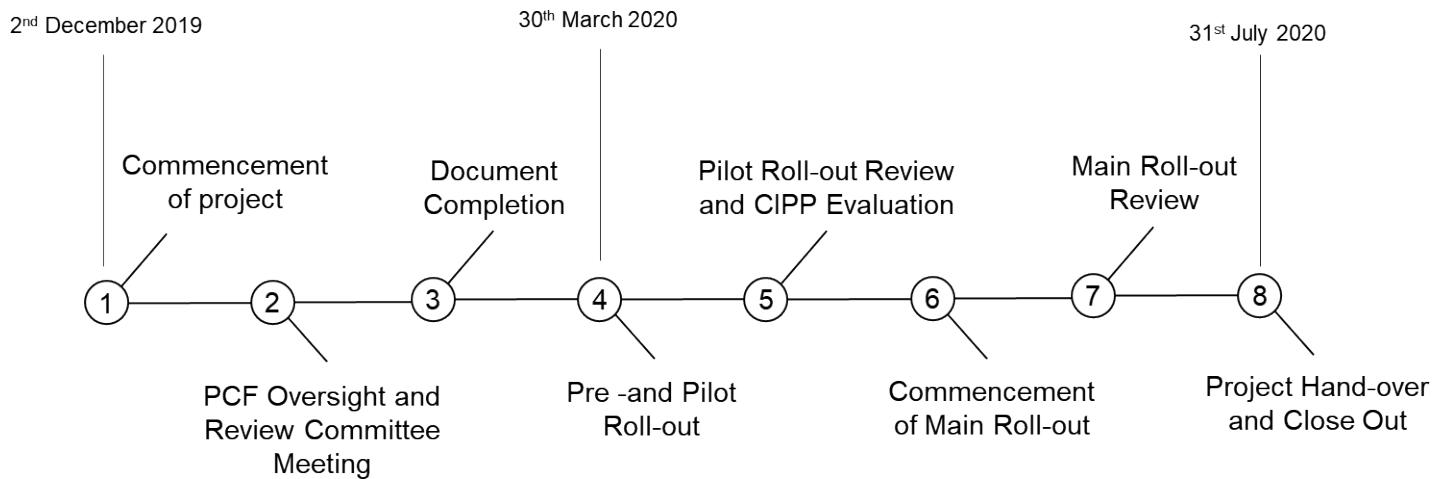 2nd December 2019
30th March 2020
31st July 2020
Commencement
of project
Document
Completion
Pilot Roll-out Review
and CIPP Evaluation
Main Roll-out
Review
1
2
3
4
5
6
7
8
PCF Oversight and
Review Committee
Meeting
Pre -and Pilot
Roll-out
Commencement
of Main Roll-out
Project Hand-over
and Close Out